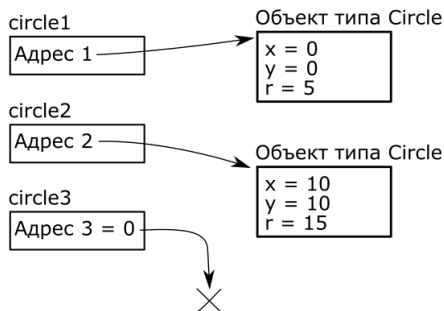 circle1
Адрес 1
Объект типа Circle
x = 0
y = 0
r = 5
circle2
Адрес 2
Объект типа Circle
x = 10
y = 10
r = 15
circle3
Адрес 3 = 0